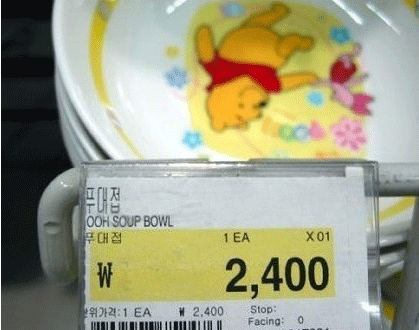 푸대접
OOH SOUP BOWL
푸대접 1 EA X 01
₩ 2,400
위가격:1 EA ₩ 2,400 Stop:
Facing: 0